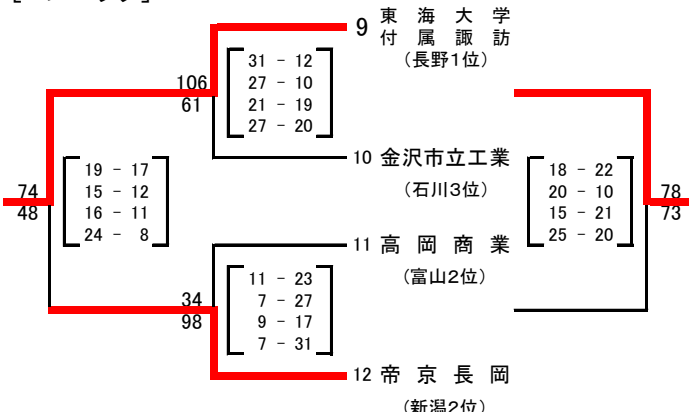 9 東海大学
付属諏訪
(長野1位)
106
61
31 - 12
27 - 10
21 - 19
27 - 20
10 金沢市立工業
(石川3位)
74
48
19 - 17
15 - 12
16 - 11
24 - 8
18 - 22
20 - 10
15 - 21
25 - 20
78
73
11 高岡商業
(富山2位)
34
98
11 - 23
7 - 27
9 - 17
7 - 31
12 帝京長岡
(新潟2位)